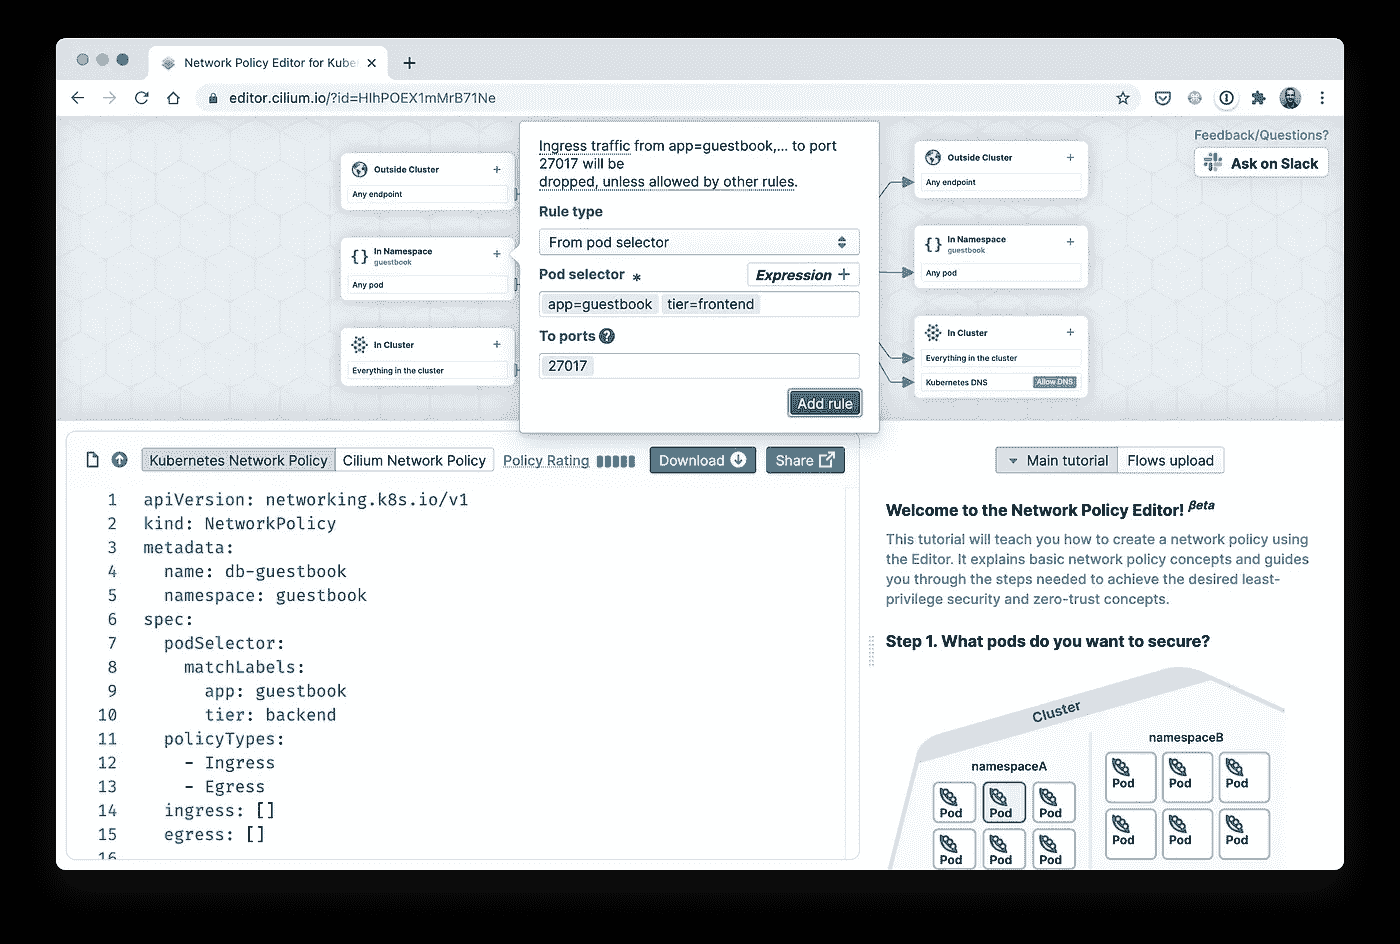 Network Policy Editor for Kube
editor.cilium.io/?id=HIhPOEX1mMrB71Ne
Feedback/Questions?
Ask on Slack
Outside Cluster
Any endpoint
In Namespace
guestbook
Any pod
In Cluster
Everything in the cluster
Ingress traffic from app=guestbook,... to port
27017 will be
dropped, unless allowed by other rules.
Rule type
From pod selector
Pod selector * Expression +
app=guestbook tier=frontend
To ports ?
27017
Add rule
Outside Cluster
Any endpoint
In Namespace
guestbook
Any pod
In Cluster
Everything in the cluster
Kubernetes DNS Allow DNS
Kubernetes Network Policy Cilium Network Policy Policy Rating Download Share
1 apiVersion: networking.k8s.io/v1
2 kind: NetworkPolicy
3 metadata:
4 name: db-guestbook
5 namespace: guestbook
6 spec:
7 podSelector:
8 matchLabels:
9 app: guestbook
10 tier: backend
11 policyTypes:
12 - Ingress
13 - Egress
14 ingress: []
15 egress: []
16
Main tutorial Flows upload
Welcome to the Network Policy Editor! βeta
This tutorial will teach you how to create a network policy using
the Editor. It explains basic network policy concepts and guides
you through the steps needed to achieve the desired least-
privilege security and zero-trust concepts.
Step 1. What pods do you want to secure?
Cluster
namespaceA
Pod Pod Pod
Pod Pod Pod
namespaceB
Pod Pod Pod
Pod Pod Pod